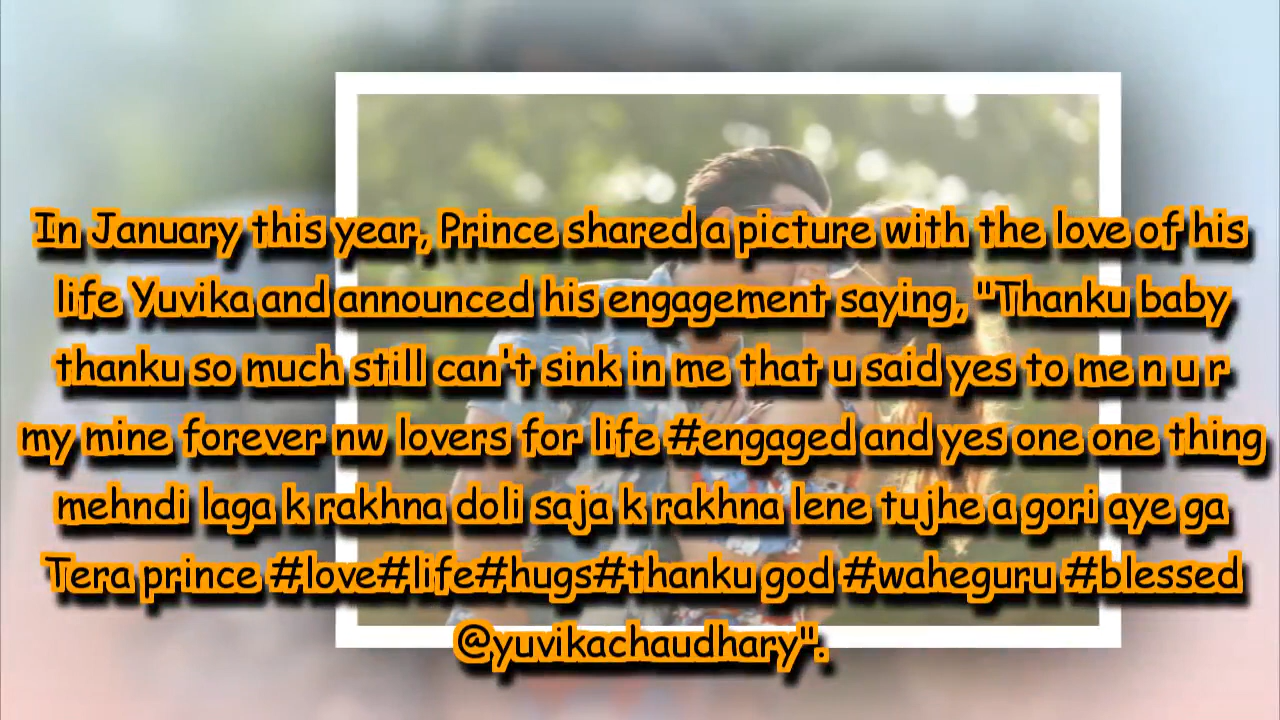 In January this year, Prince shared a picture with the love of his
life Yuvika and announced his engagement saying, "Thanku baby
thanku so much still can't sink in me that u said yes to me n u r
my mine forever nw lovers for life #engaged and yes one one thing
mehndi laga k rakhna doli saja k rakhna lene tujhe a gori aye ga
Tera prince #love#life#hugs#thanku god #waheguru #blessed
@yuvikachaudhary".